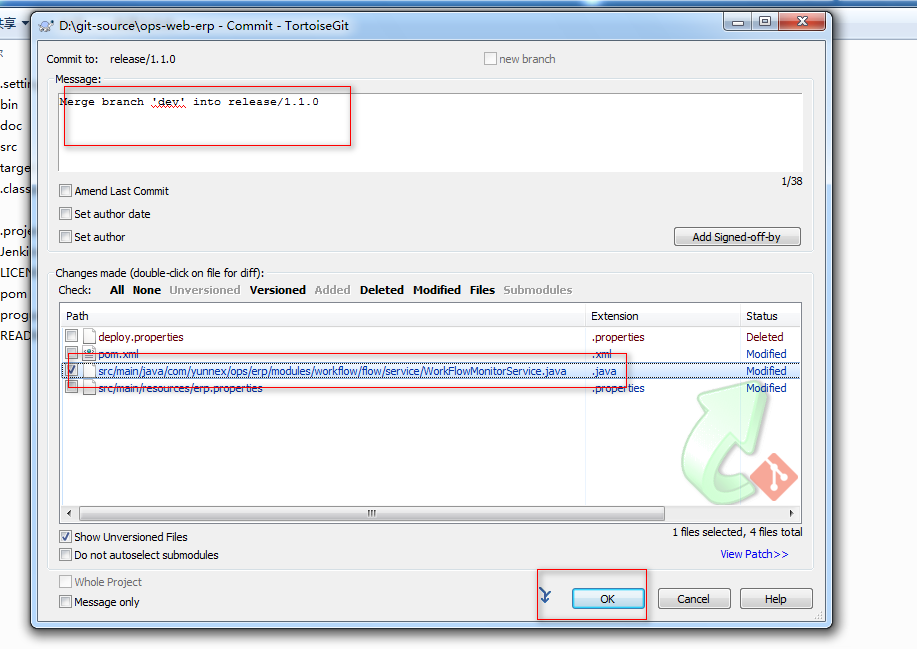 D:\git-source\ops-web-erp - Commit - TortoiseGit
共享
.settin
bin
doc
src
targe
.class
.proje
Jenki
LICEN
pom
prog
READ
Commit to: release/1.1.0
new branch
Message:
Merge branch 'dev' into release/1.1.0
1/38
Amend Last Commit
Set author date
Set author
Add Signed-off-by
Changes made (double-click on file for diff):
Check: All None Unversioned Versioned Added Deleted Modified Files Submodules
Path Extension Status
deploy.properties .properties Deleted
pom.xml .xml Modified
src/main/java/com/yunnex/ops/erp/modules/workflow/flow/service/WorkFlowMonitorService.java .java Modified
src/main/resources/erp.properties .properties Modified
Show Unversioned Files
1 files selected, 4 files total
Do not autoselect submodules
View Patch>>
Whole Project
Message only
OK Cancel Help